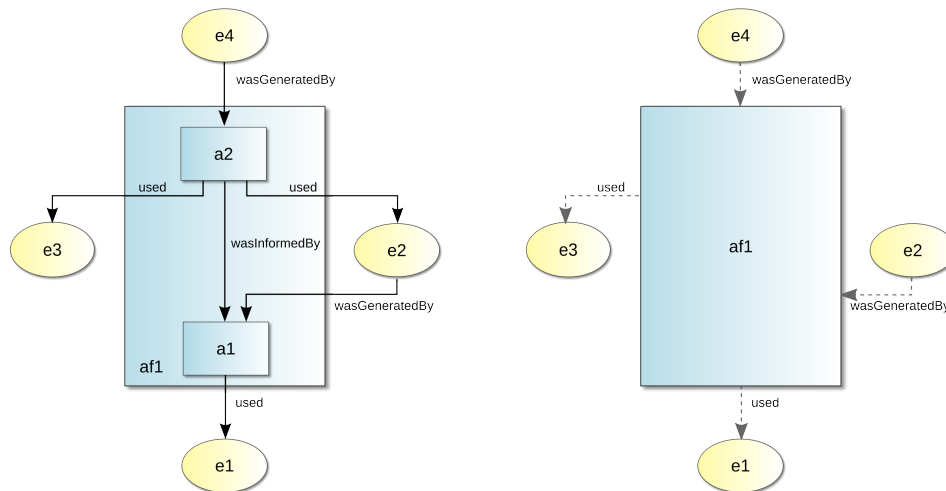 e4
wasGeneratedBy
a2
used
used
e3
wasInformedBy
e2
wasGeneratedBy
a1
af1
used
e1
e4
wasGeneratedBy
used
e3
af1
e2
wasGeneratedBy
used
e1